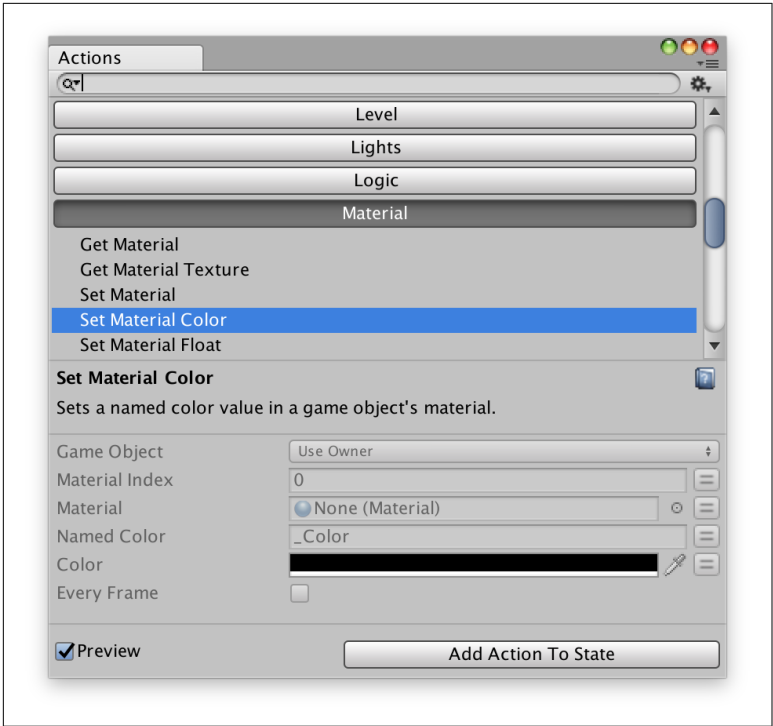 Actions
Level
Lights
Logic
Material
Get Material
Get Material Texture
Set Material
Set Material Color
Set Material Float
Set Material Color
Sets a named color value in a game object's material.
Game Object Use Owner
Material Index 0
Material None (Material)
Named Color _Color
Color
Every Frame
Preview Add Action To State